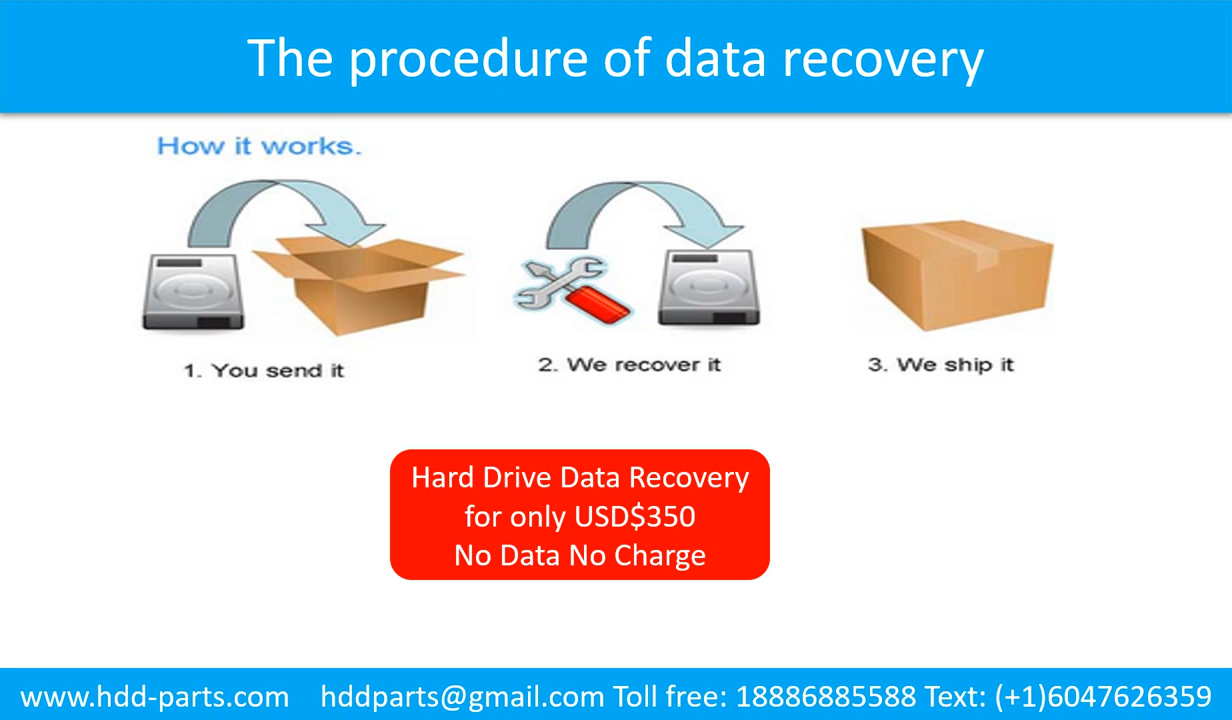 The procedure of data recovery
How it works.
1. You send it
2. We recover it
3. We ship it
Hard Drive Data Recovery
for only USD$350
No Data No Charge
www.hdd-parts.com hddparts@gmail.com Toll free: 18886885588 Text: (+1)6047626359